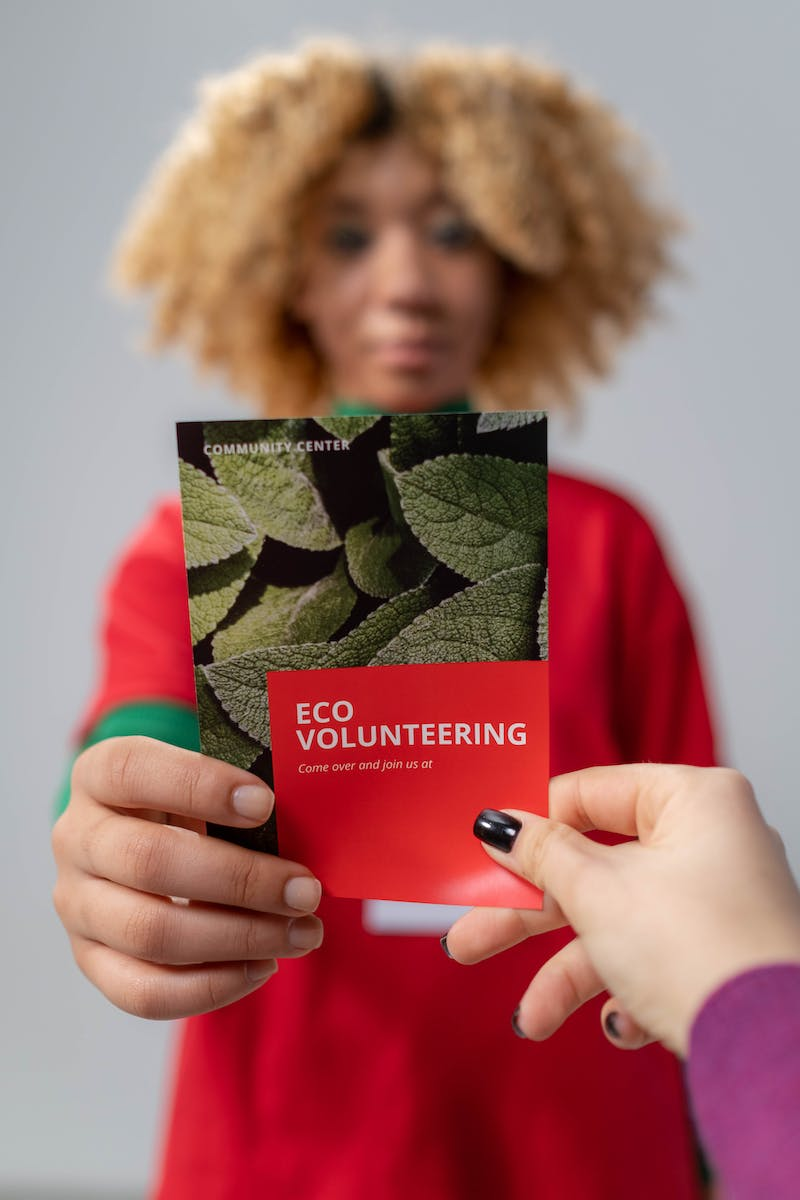 COMMUNITY CENTER
ECO
VOLUNTEERING
Come over and join us at